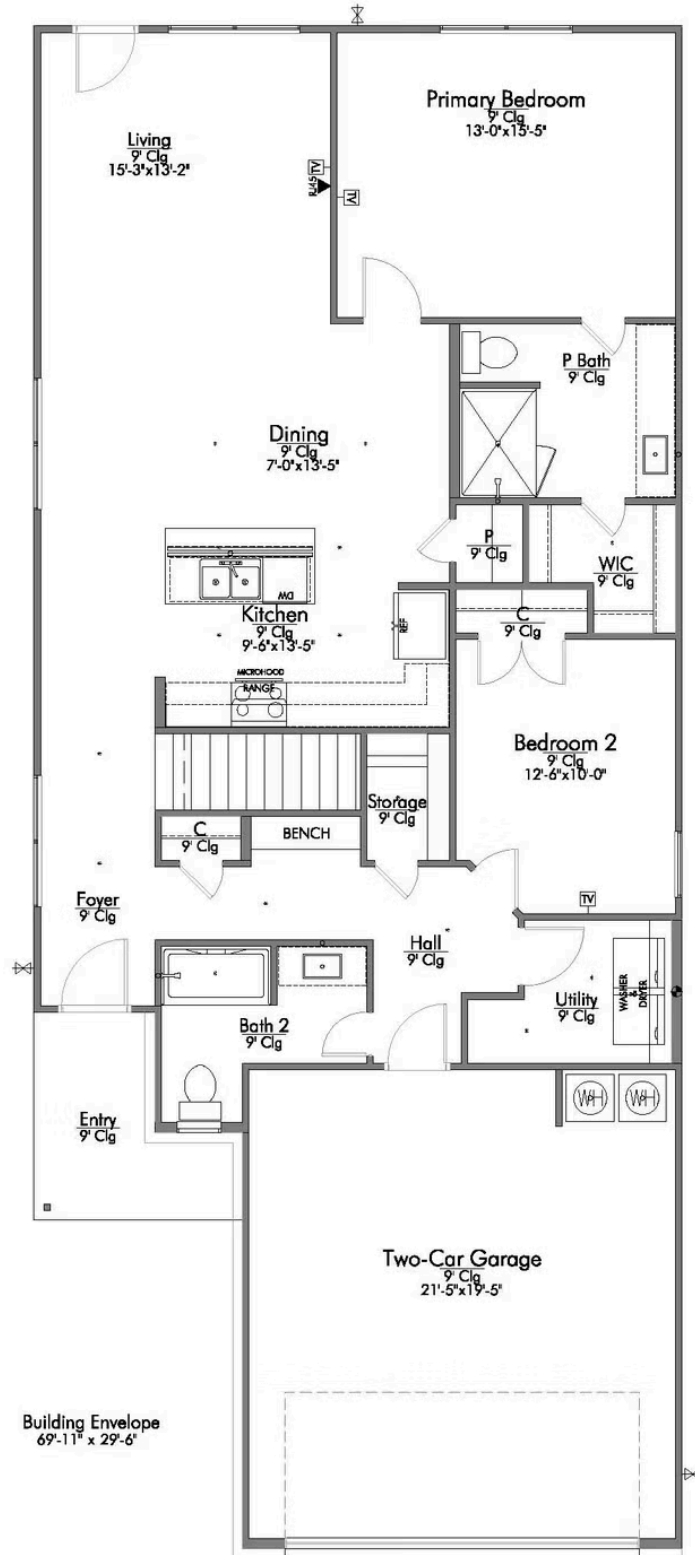 Primary Bedroom
9' Clg
13'-0"x15'-5"
Living
9' Clg
15'-3"x13'-2"
RJ45
TV
TV
P Bath
9' Clg
Dining
9' Clg
7'-0"x13'-5"
P
9' Clg
WIC
9' Clg
DW
Kitchen
9' Clg
9'-6"x13'-5"
REF
C
9' Clg
MICROHOOD
RANGE
Bedroom 2
9' Clg
12'-6"x10'-0"
Storage
9' Clg
C
9' Clg
BENCH
TV
Foyer
9' Clg
Hall
9' Clg
Utility
9' Clg
WASHER
&
DRYER
Bath 2
9' Clg
WH
WH
Entry
9' Clg
Two-Car Garage
9' Clg
21'-5"x19'-5"
Building Envelope
69'-11" x 29'-6"